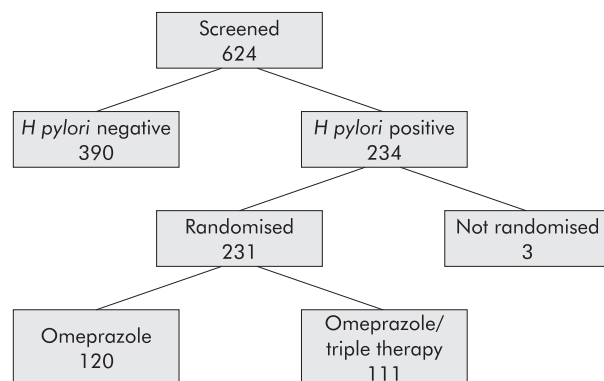 Screened
624
H pylori negative
390
H pylori positive
234
Randomised
231
Not randomised
3
Omeprazole
120
Omeprazole/
triple therapy
111